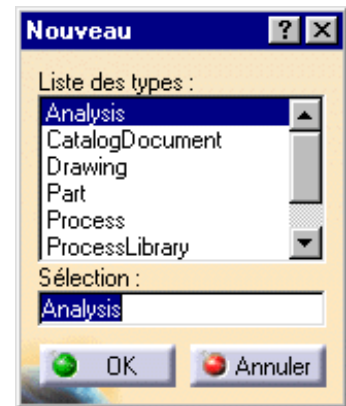 Nouveau
Liste des types :
Analysis
CatalogDocument
Drawing
Part
Process
ProcessLibrary
Sélection :
Analysis
OK Annuler